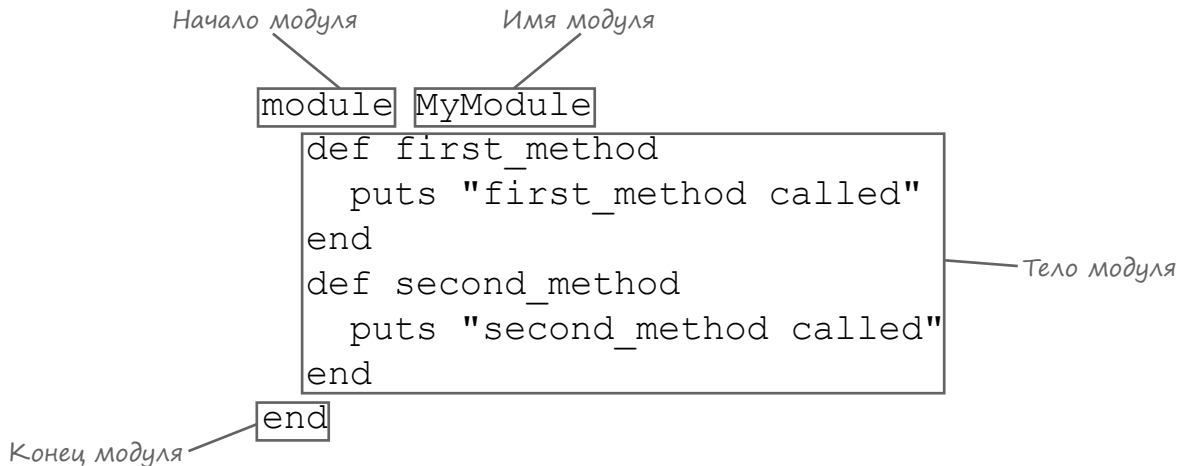 Начало модуля Имя модуля
module MyModule
def first_method
puts "first_method called"
end
def second_method
puts "second_method called"
end
Тело модуля
end
Конец модуля